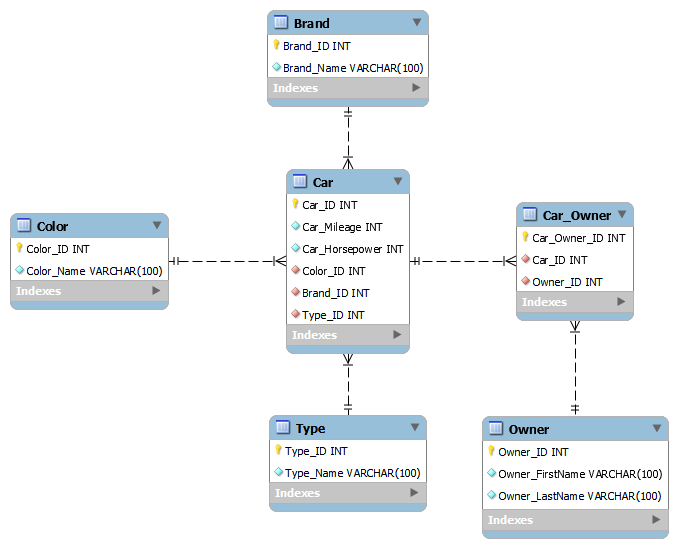 Brand
Brand_ID INT
Brand_Name VARCHAR(100)
Indexes
Car
Car_ID INT
Car_Mileage INT
Car_Horsepower INT
Color_ID INT
Brand_ID INT
Type_ID INT
Indexes
Color
Color_ID INT
Color_Name VARCHAR(100)
Indexes
Car_Owner
Car_Owner_ID INT
Car_ID INT
Owner_ID INT
Indexes
Type
Type_ID INT
Type_Name VARCHAR(100)
Indexes
Owner
Owner_ID INT
Owner_FirstName VARCHAR(100)
Owner_LastName VARCHAR(100)
Indexes